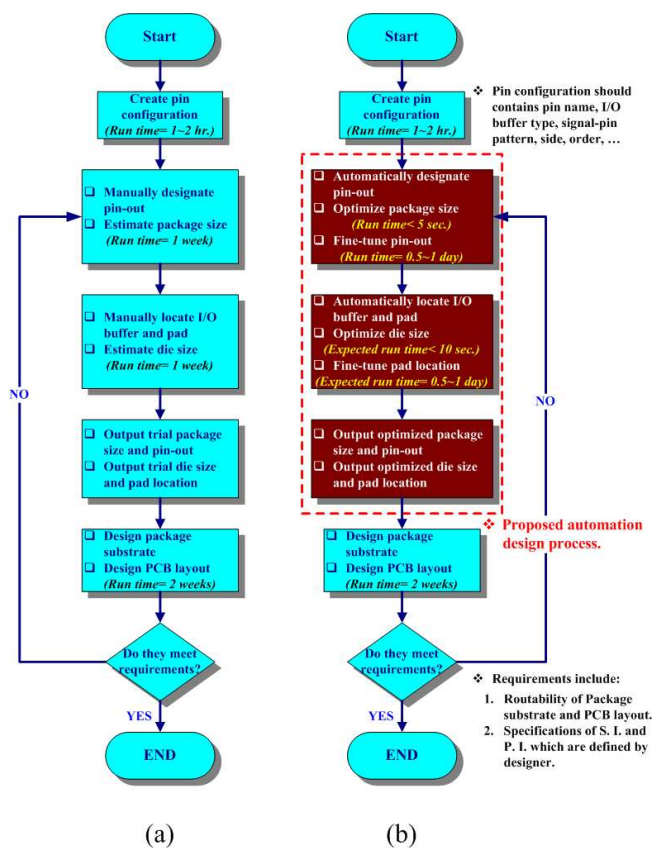 Start
Create pin
configuration
(Run time= 1~2 hr.)
❑ Manually designate
pin-out
❑ Estimate package size
(Run time= 1 week)
❑ Manually locate I/O
buffer and pad
❑ Estimate die size
(Run time= 1 week)
NO
❑ Output trial package
size and pin-out
❑ Output trial die size
and pad location
❑ Design package
substrate
❑ Design PCB layout
(Run time= 2 weeks)
Do they meet
requirements?
YES
END
(a)
Start
Create pin
configuration
(Run time= 1~2 hr.)
❖ Pin configuration should
contains pin name, I/O
buffer type, signal-pin
pattern, side, order, …
❑ Automatically designate
pin-out
❑ Optimize package size
(Run time< 5 sec.)
❑ Fine-tune pin-out
(Run time= 0.5~1 day)
❑ Automatically locate I/O
buffer and pad
❑ Optimize die size
(Expected run time< 10 sec.)
❑ Fine-tune pad location
(Expected run time= 0.5~1 day)
NO
❑ Output optimized package
size and pin-out
❑ Output optimized die size
and pad location
❖ Proposed automation
design process.
❑ Design package
substrate
❑ Design PCB layout
(Run time= 2 weeks)
Do they meet
requirements?
❖ Requirements include:
1. Routability of Package
substrate and PCB layout.
2. Specifications of S. I. and
P. I. which are defined by
designer.
YES
END
(b)